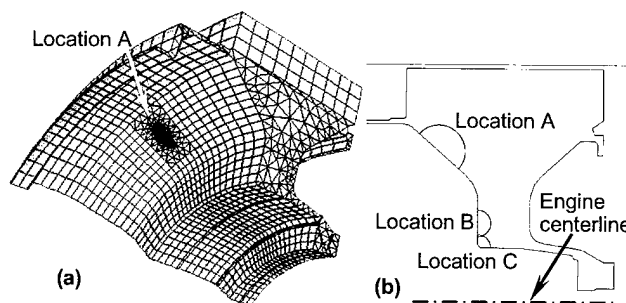 Location A
(a)
Location A
Location B
Location C
Engine
centerline
(b)